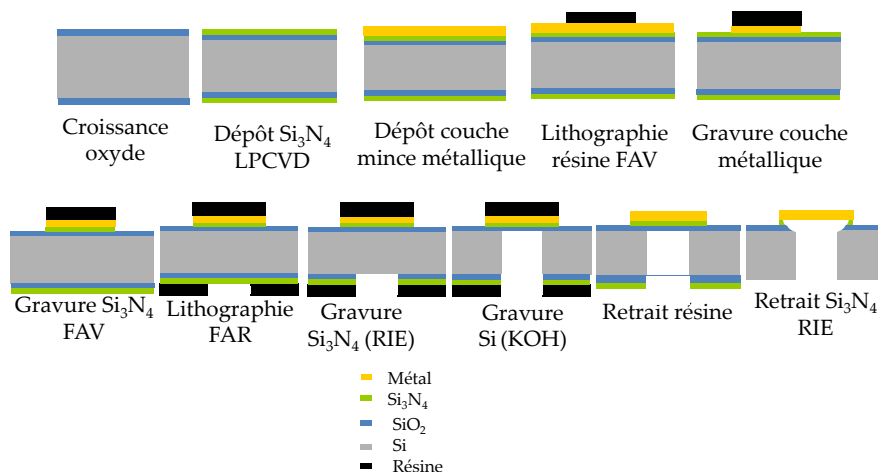 Croissance
oxyde
Dépôt Si₃N₄
LPCVD
Dépôt couche
mince métallique
Lithographie
résine FAV
Gravure couche
métallique
Gravure Si₃N₄
FAV
Lithographie
FAR
Gravure
Si₃N₄ (RIE)
Gravure
Si (KOH)
Retrait résine
Retrait Si₃N₄
RIE
Métal
Si₃N₄
SiO₂
Si
Résine